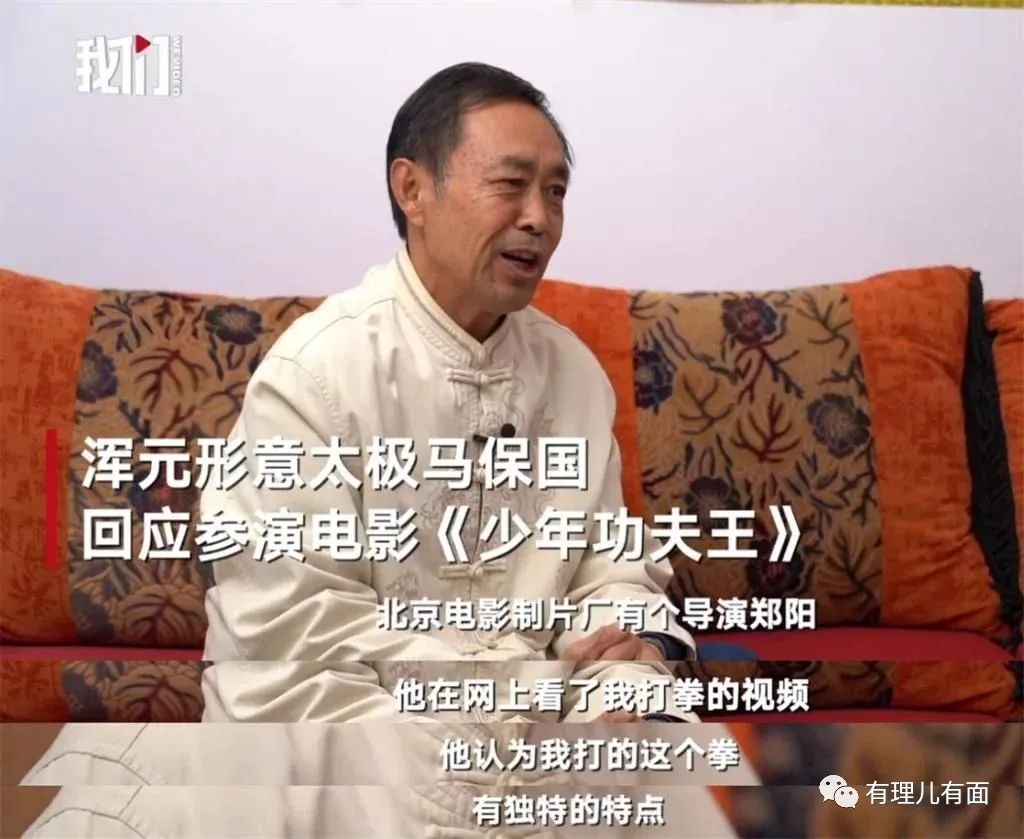 我们
WEVIDEO
浑元形意太极马保国
回应参演电影《少年功夫王》
北京电影制片厂有个导演郑阳
他在网上看了我打拳的视频
他认为我打的这个拳
有独特的特点
有理儿有面